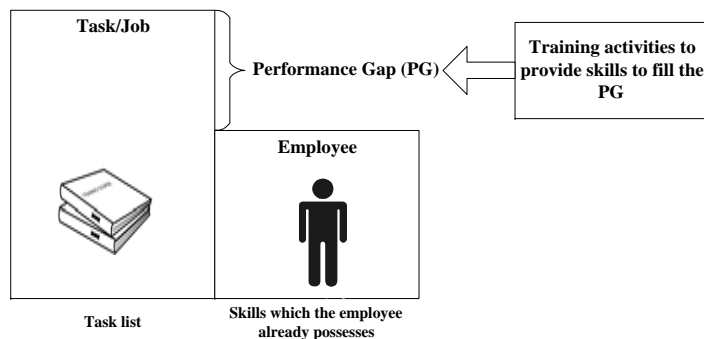 Task/Job
Performance Gap (PG)
Training activities to
provide skills to fill the
PG
Employee
Task list
Skills which the employee
already possesses